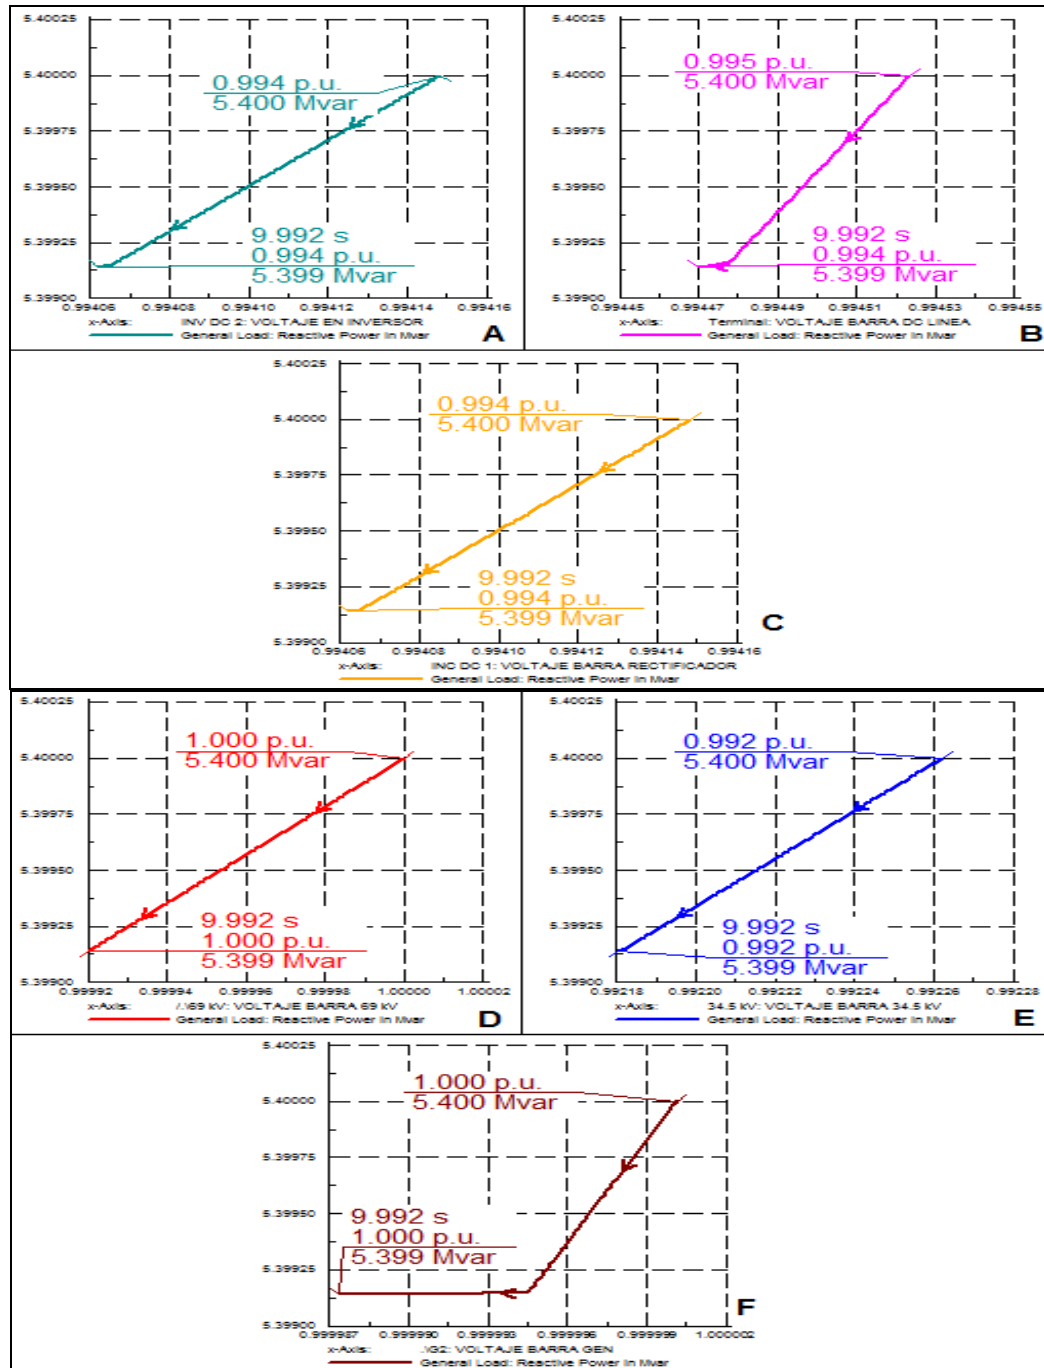 5.40025
5.40000
5.39975
5.39950
5.39925
5.39900
0.994 p.u.
5.400 Mvar
9.992 s
0.994 p.u.
5.399 Mvar
0.99406 0.99408 0.99410 0.99412 0.99414 0.99416
x-Axis: INV DC 2: VOLTAJE EN INVERSOR
General Load: Reactive Power in Mvar
A
5.40025
5.40000
5.39975
5.39950
5.39925
5.39900
0.995 p.u.
5.400 Mvar
9.992 s
0.994 p.u.
5.399 Mvar
0.99445 0.99447 0.99449 0.99451 0.99453 0.99455
x-Axis: Terminal: VOLTAJE BARRA DC LINEA
General Load: Reactive Power in Mvar
B
5.40025
5.40000
5.39975
5.39950
5.39925
5.39900
0.994 p.u.
5.400 Mvar
9.992 s
0.994 p.u.
5.399 Mvar
0.99406 0.99408 0.99410 0.99412 0.99414 0.99416
x-Axis: INC DC 1: VOLTAJE BARRA RECTIFICADOR
General Load: Reactive Power in Mvar
C
5.40025
5.40000
5.39975
5.39950
5.39925
5.39900
1.000 p.u.
5.400 Mvar
9.992 s
1.000 p.u.
5.399 Mvar
0.99992 0.99994 0.99996 0.99998 1.00000 1.00002
x-Axis: /.\69 kV: VOLTAJE BARRA 69 kV
General Load: Reactive Power in Mvar
D
5.40025
5.40000
5.39975
5.39950
5.39925
5.39900
0.992 p.u.
5.400 Mvar
9.992 s
0.992 p.u.
5.399 Mvar
0.99218 0.99220 0.99222 0.99224 0.99226 0.99228
x-Axis: 34.5 kV: VOLTAJE BARRA 34.5 kV
General Load: Reactive Power in Mvar
E
5.40025
5.40000
5.39975
5.39950
5.39925
5.39900
1.000 p.u.
5.400 Mvar
9.992 s
1.000 p.u.
5.399 Mvar
0.999987 0.999990 0.999993 0.999996 0.999999 1.000002
x-Axis: .\G2: VOLTAJE BARRA GEN
General Load: Reactive Power in Mvar
F